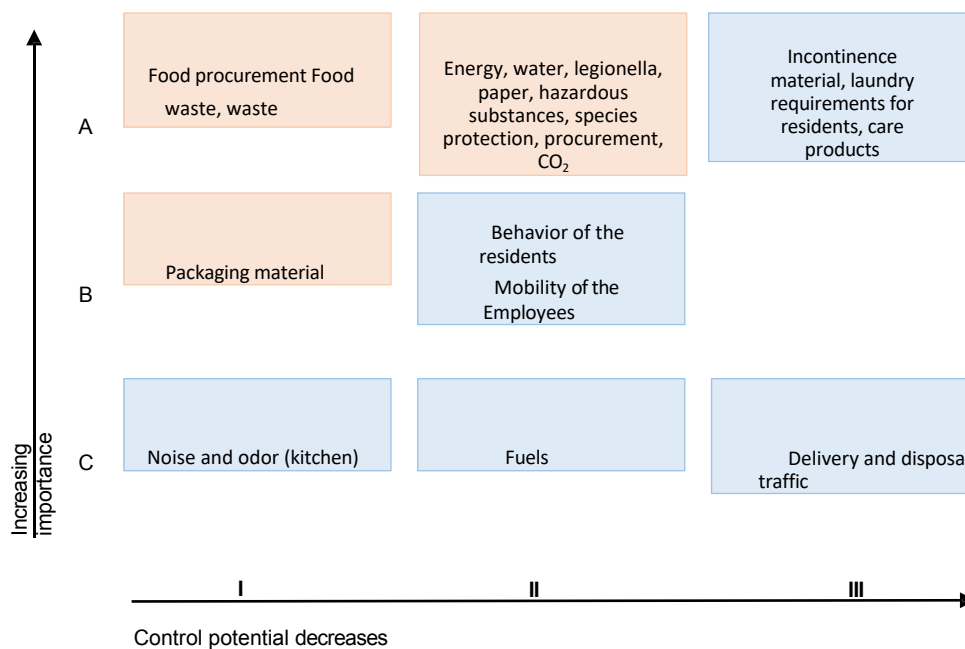 Food procurement Food
waste, waste
Energy, water, legionella,
paper, hazardous
substances, species
protection, procurement,
CO₂
Incontinence
material, laundry
requirements for
residents, care
products
A
Packaging material
Behavior of the
residents
Mobility of the
Employees
B
Noise and odor (kitchen)
Fuels
Delivery and disposa
traffic
C
Increasing
importance
I
II
III
Control potential decreases